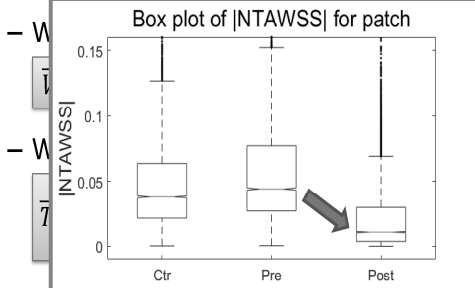 Box plot of |NTAWSS| for patch
– W
– W
|NTAWSS|
0.15
0.1
0.05
0
Ctr
Pre
Post